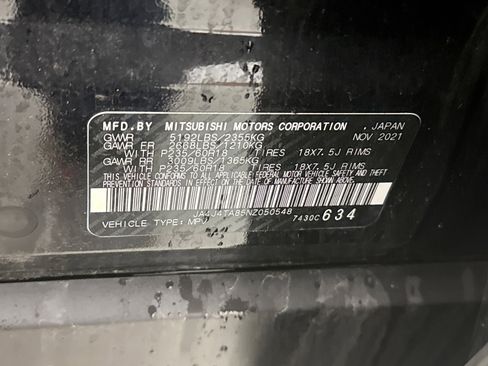 MFD.BY MITSUBISHI MOTORS CORPORATION , JAPAN
GVWR 5192LBS/2355KG NOV 2021
GAWR FR 2668LBS/1210KG
WITH P235/60R18 TIRES 18X7.5J RIMS
GAWR RR 3009LBS/1365KG
WITH P235/60R18 TIRES 18X7.5J RIMS
THIS VEHICLE CONFORMS TO ALL APPLICABLE FEDERAL MOTOR VEHICLE SAFETY AND THEFT
PREVENTION STANDARDS IN EFFECT ON THE DATE OF MANUFACTURE SHOWN ABOVE.
JA4J4TA85NZ050548
VEHICLE TYPE: MPV 7430C 634